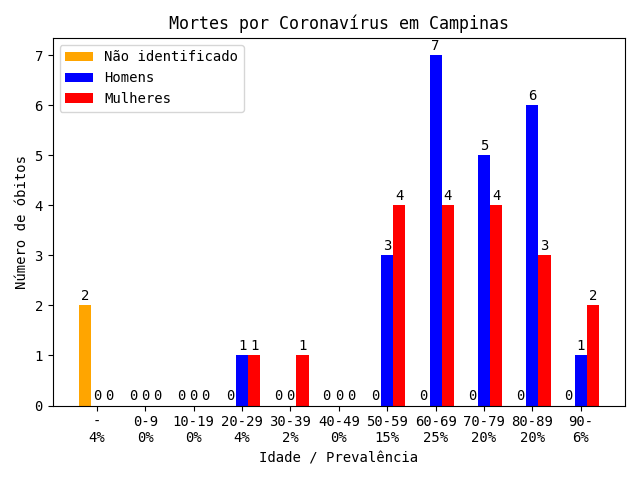 Mortes por Coronavírus em Campinas
Não identificado
Homens
Mulheres
Número de óbitos
7
6
5
4
3
2
1
0
2 0 0
0 0 0
0 0 0
0 1 1
0 0 1
0 0 0
0 3 4
0 7 4
0 5 4
0 6 3
0 1 2
- 0-9 10-19 20-29 30-39 40-49 50-59 60-69 70-79 80-89 90-
4% 0% 0% 4% 2% 0% 15% 25% 20% 20% 6%
Idade / Prevalência